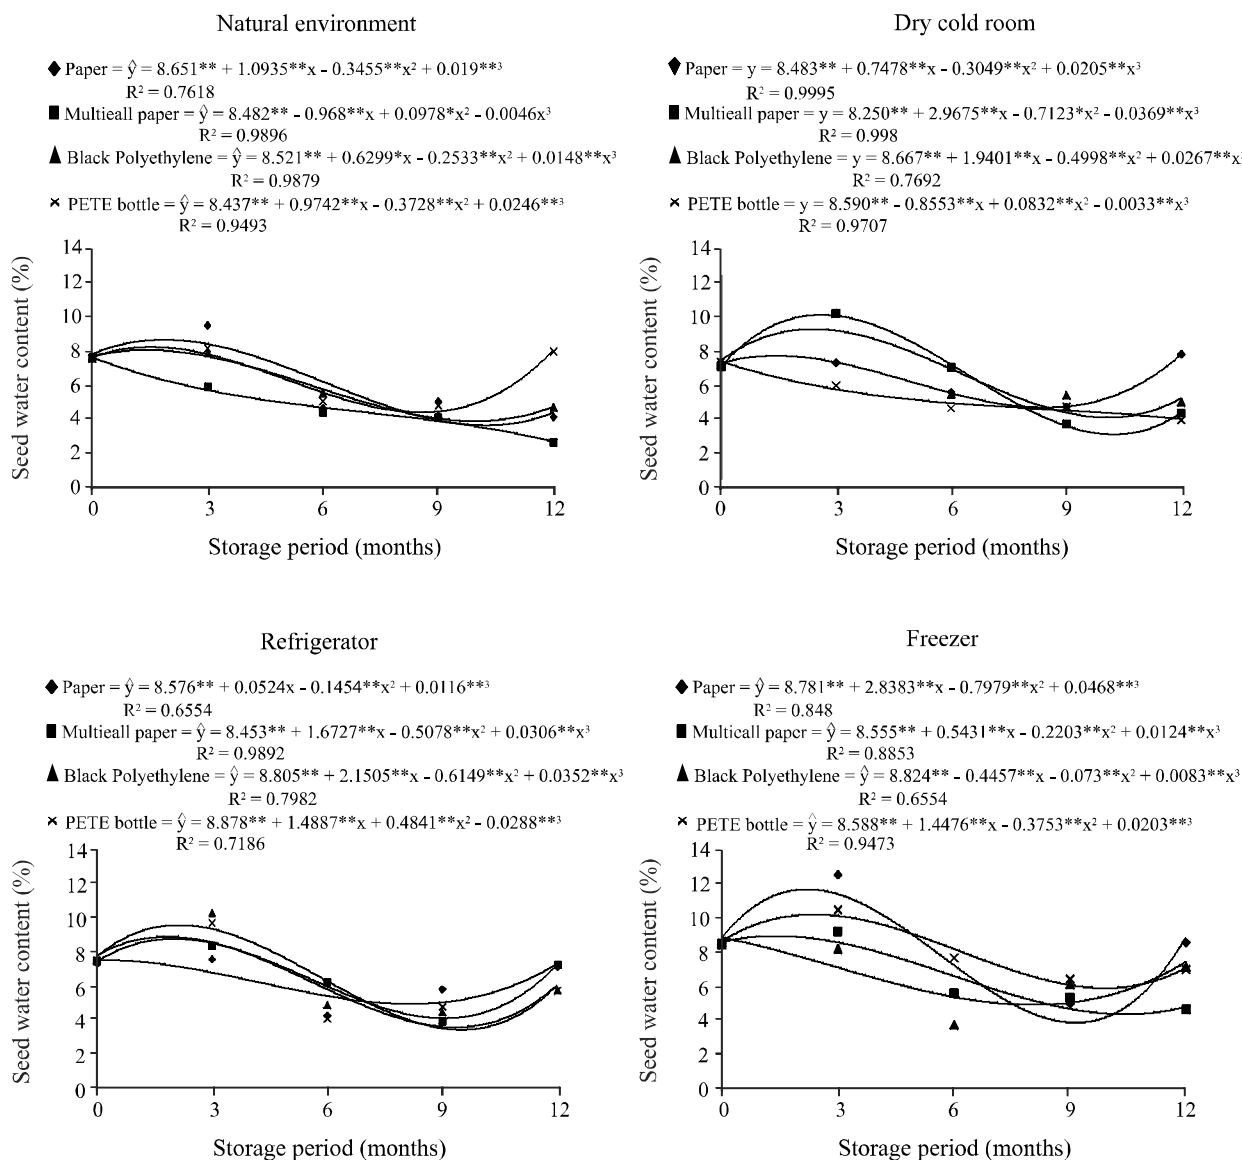 Natural environment
◆ Paper = ŷ = 8.651** + 1.0935**x - 0.3455**x² + 0.019**³
R² = 0.7618
■ Multieall paper = ŷ = 8.482** - 0.968**x + 0.0978*x² - 0.0046x³
R² = 0.9896
▲ Black Polyethylene = ŷ = 8.521** + 0.6299*x - 0.2533**x² + 0.0148**x³
R² = 0.9879
× PETE bottle = ŷ = 8.437** + 0.9742**x - 0.3728**x² + 0.0246**³
R² = 0.9493
Seed water content (%)
14
12
10
8
6
4
2
0
0 3 6 9 12
Storage period (months)
Dry cold room
Paper = y = 8.483** + 0.7478**x - 0.3049**x² + 0.0205**x³
R² = 0.9995
■ Multieall paper = y = 8.250** + 2.9675**x - 0.7123*x² - 0.0369**x³
R² = 0.998
▲ Black Polyethylene = y = 8.667** + 1.9401**x - 0.4998**x² + 0.0267**x³
R² = 0.7692
× PETE bottle = y = 8.590** - 0.8553**x + 0.0832**x² - 0.0033**x³
R² = 0.9707
Seed water content (%)
14
12
10
8
6
4
2
0
0 3 6 9 12
Storage period (months)
Refrigerator
◆ Paper = ŷ = 8.576** + 0.0524x - 0.1454**x² + 0.0116**³
R² = 0.6554
■ Multieall paper = ŷ = 8.453** + 1.6727**x - 0.5078**x² + 0.0306**x³
R² = 0.9892
▲ Black Polyethylene = ŷ = 8.805** + 2.1505**x - 0.6149**x² + 0.0352**x³
R² = 0.7982
× PETE bottle = ŷ = 8.878** + 1.4887**x + 0.4841**x² - 0.0288**³
R² = 0.7186
Seed water content (%)
14
12
10
8
6
4
2
0
0 3 6 9 12
Storage period (months)
Freezer
◆ Paper = ŷ = 8.781** + 2.8383**x - 0.7979**x² + 0.0468**³
R² = 0.848
■ Multicall paper = ŷ = 8.555** + 0.5431**x - 0.2203**x² + 0.0124**x³
R² = 0.8853
▲ Black Polyethylene = ŷ = 8.824** - 0.4457**x - 0.073**x² + 0.0083**x³
R² = 0.6554
× PETE bottle = ŷ = 8.588** + 1.4476**x - 0.3753**x² + 0.0203**³
R² = 0.9473
Seed water content (%)
14
12
10
8
6
4
2
0
0 3 6 9 12
Storage period (months)